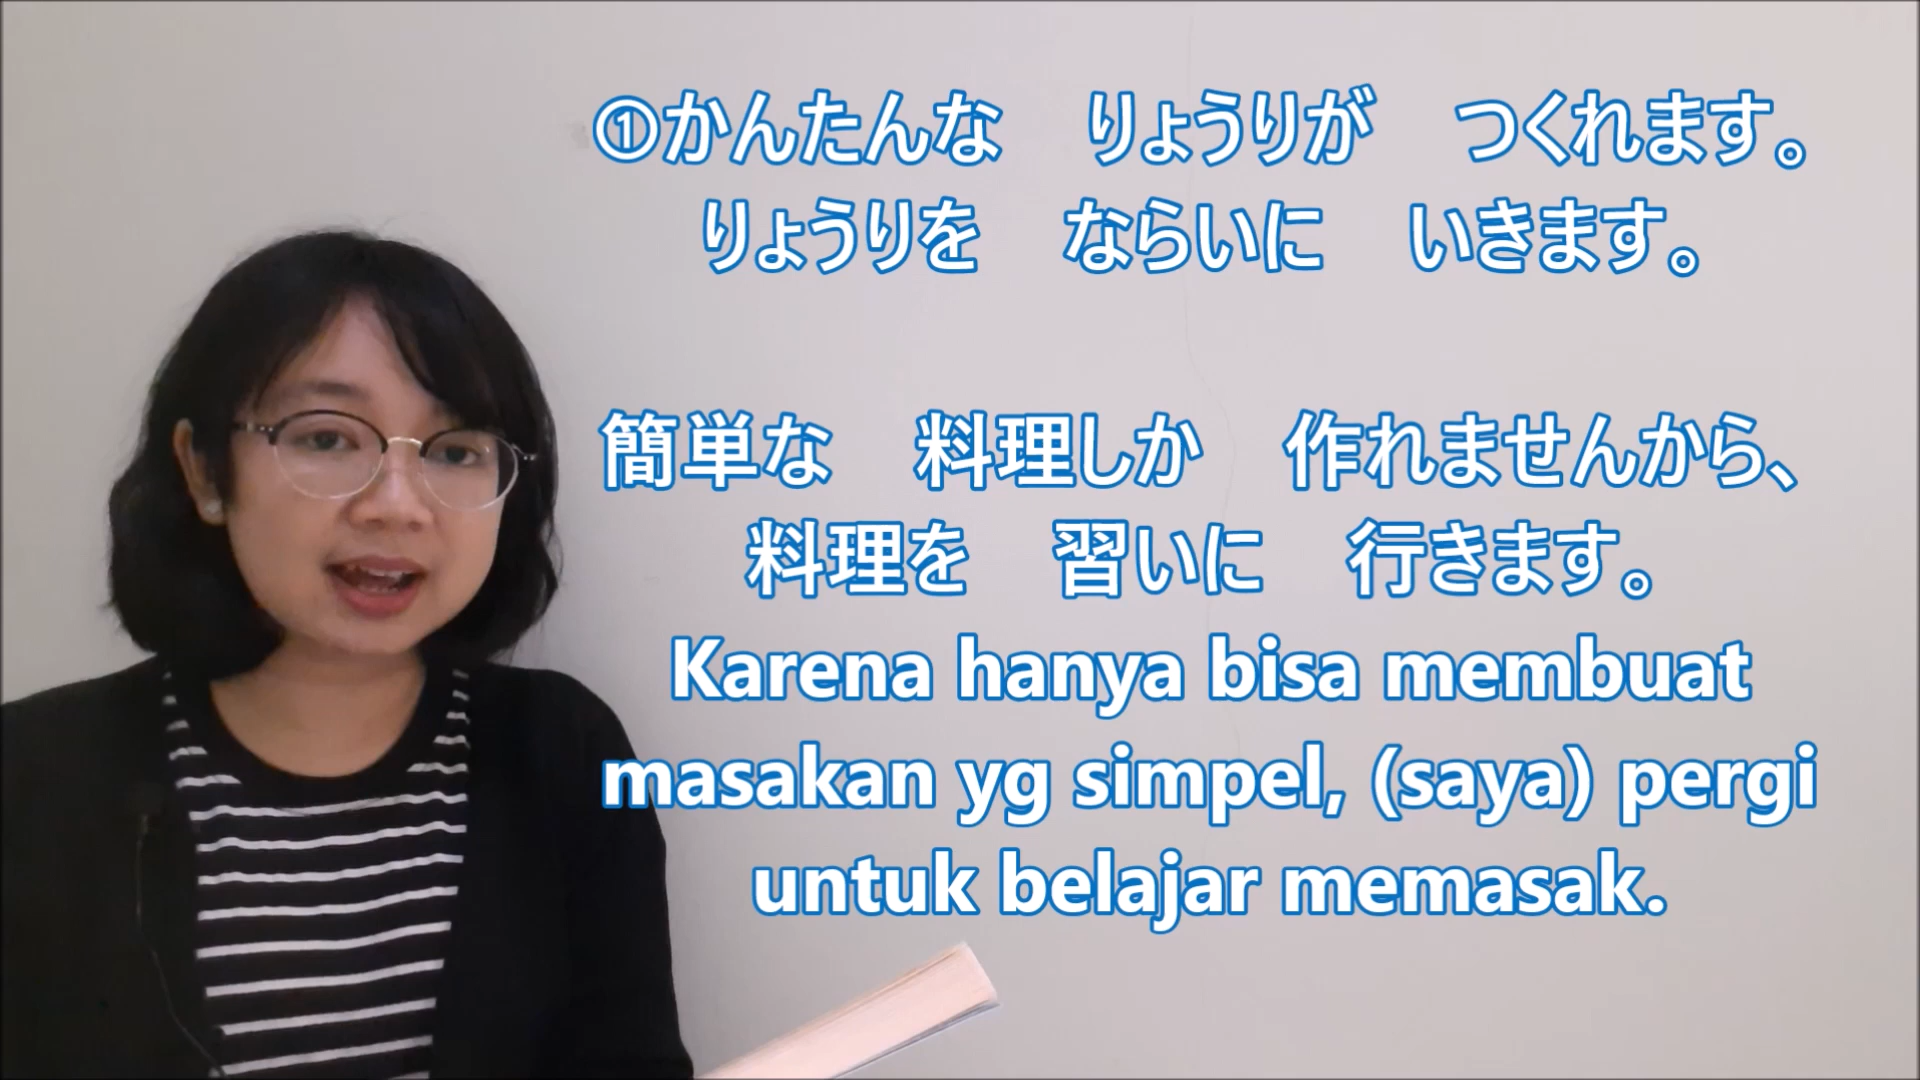 ①かんたんな　りょうりが　つくれます。
りょうりを　ならいに　いきます。
簡単な　料理しか　作れませんから、
料理を　習いに　行きます。
Karena hanya bisa membuat
masakan yg simpel, (saya) pergi
untuk belajar memasak.